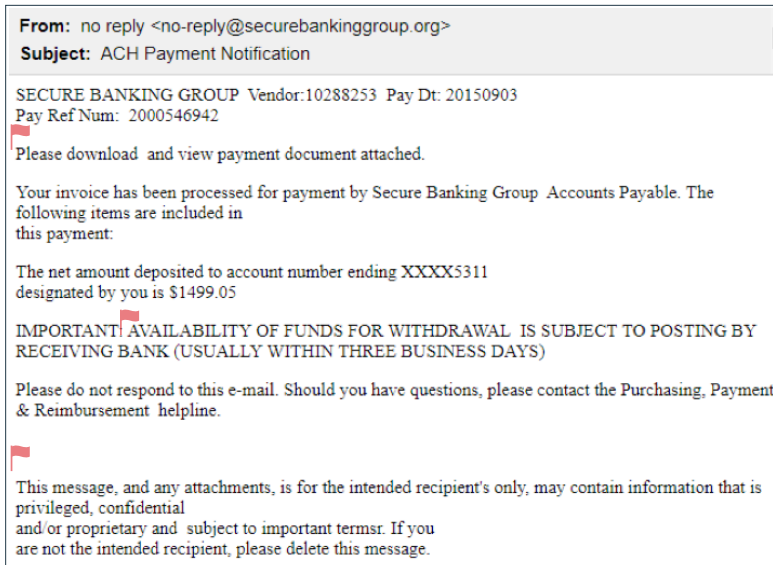 From: no reply <no-reply@securebankinggroup.org>
Subject: ACH Payment Notification
SECURE BANKING GROUP Vendor:10288253 Pay Dt: 20150903
Pay Ref Num: 2000546942
Please download and view payment document attached.
Your invoice has been processed for payment by Secure Banking Group Accounts Payable. The
following items are included in
this payment:
The net amount deposited to account number ending XXXX5311
designated by you is $1499.05
IMPORTANT: AVAILABILITY OF FUNDS FOR WITHDRAWAL IS SUBJECT TO POSTING BY
RECEIVING BANK (USUALLY WITHIN THREE BUSINESS DAYS)
Please do not respond to this e-mail. Should you have questions, please contact the Purchasing, Payment
& Reimbursement helpline.
This message, and any attachments, is for the intended recipient's only, may contain information that is
privileged, confidential
and/or proprietary and subject to important termsr. If you
are not the intended recipient, please delete this message.